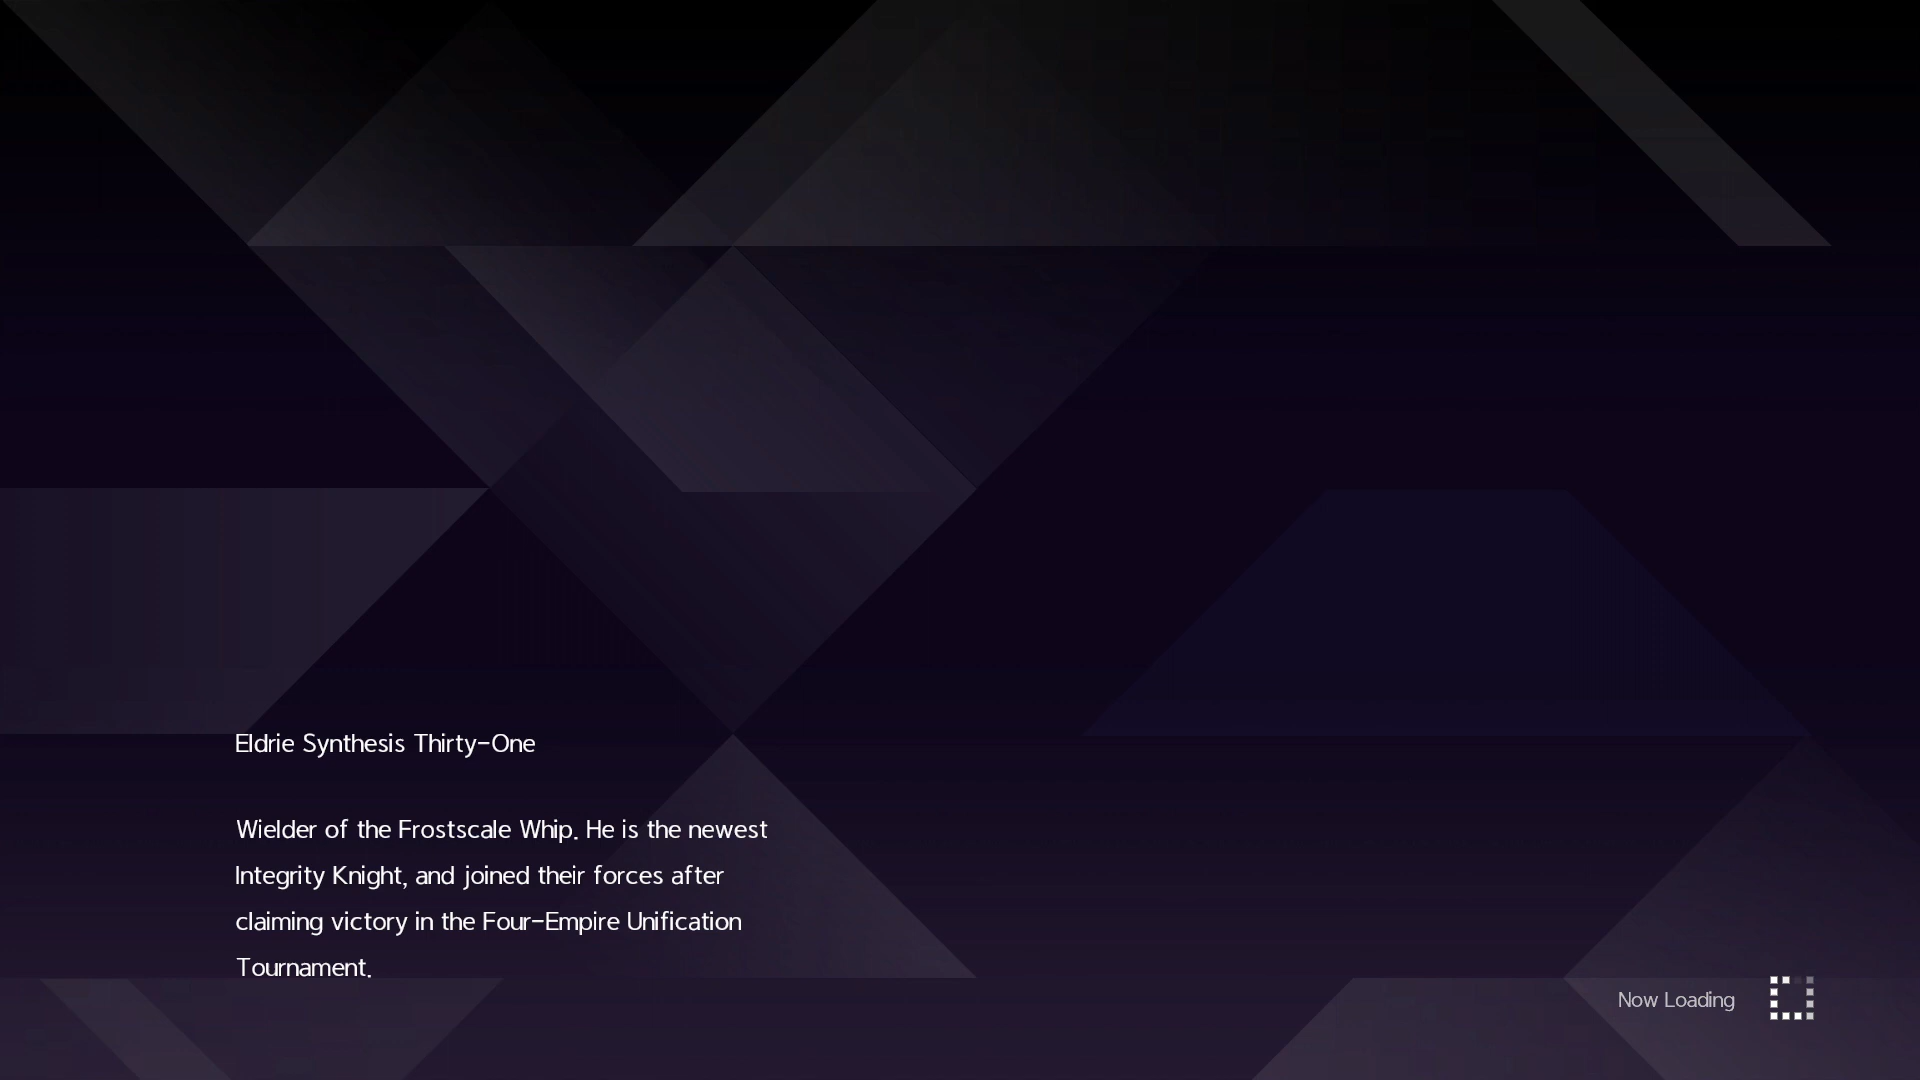 Eldrie Synthesis Thirty-One
Wielder of the Frostscale Whip. He is the newest
Integrity Knight, and joined their forces after
claiming victory in the Four-Empire Unification
Tournament.
Now Loading